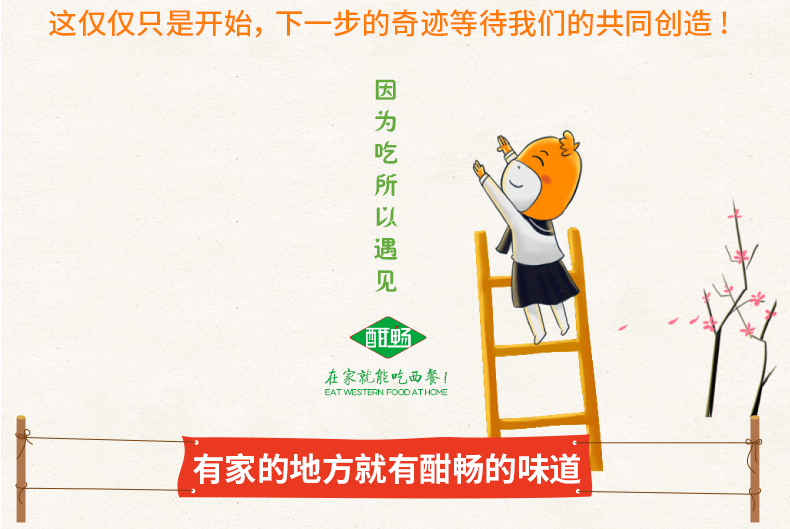 这仅仅只是开始，下一步的奇迹等待我们的共同创造！
因为吃所以遇见
酣畅
在家就能吃西餐！
EAT WESTERN FOOD AT HOME
有家的地方就有酣畅的味道